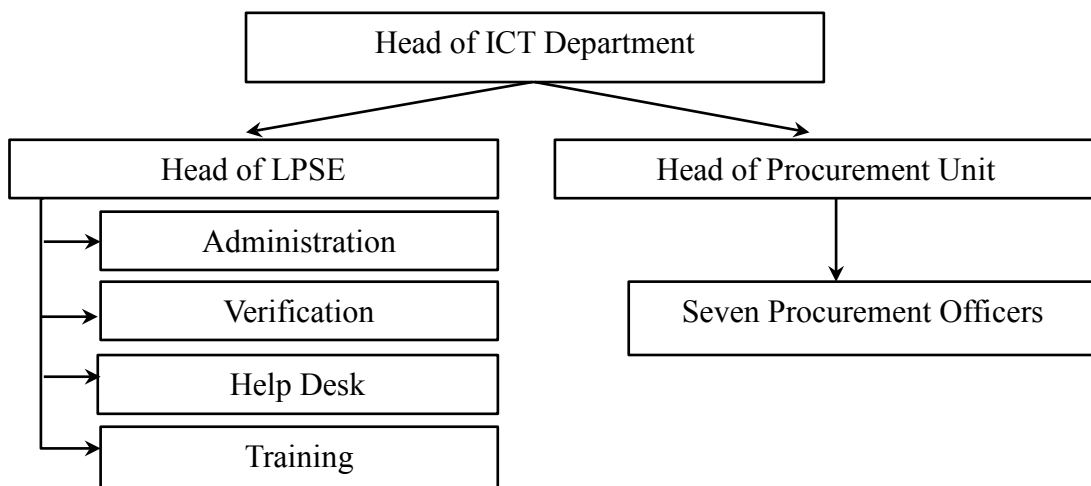 Head of ICT Department
Head of LPSE
Head of Procurement Unit
Administration
Verification
Seven Procurement Officers
Help Desk
Training